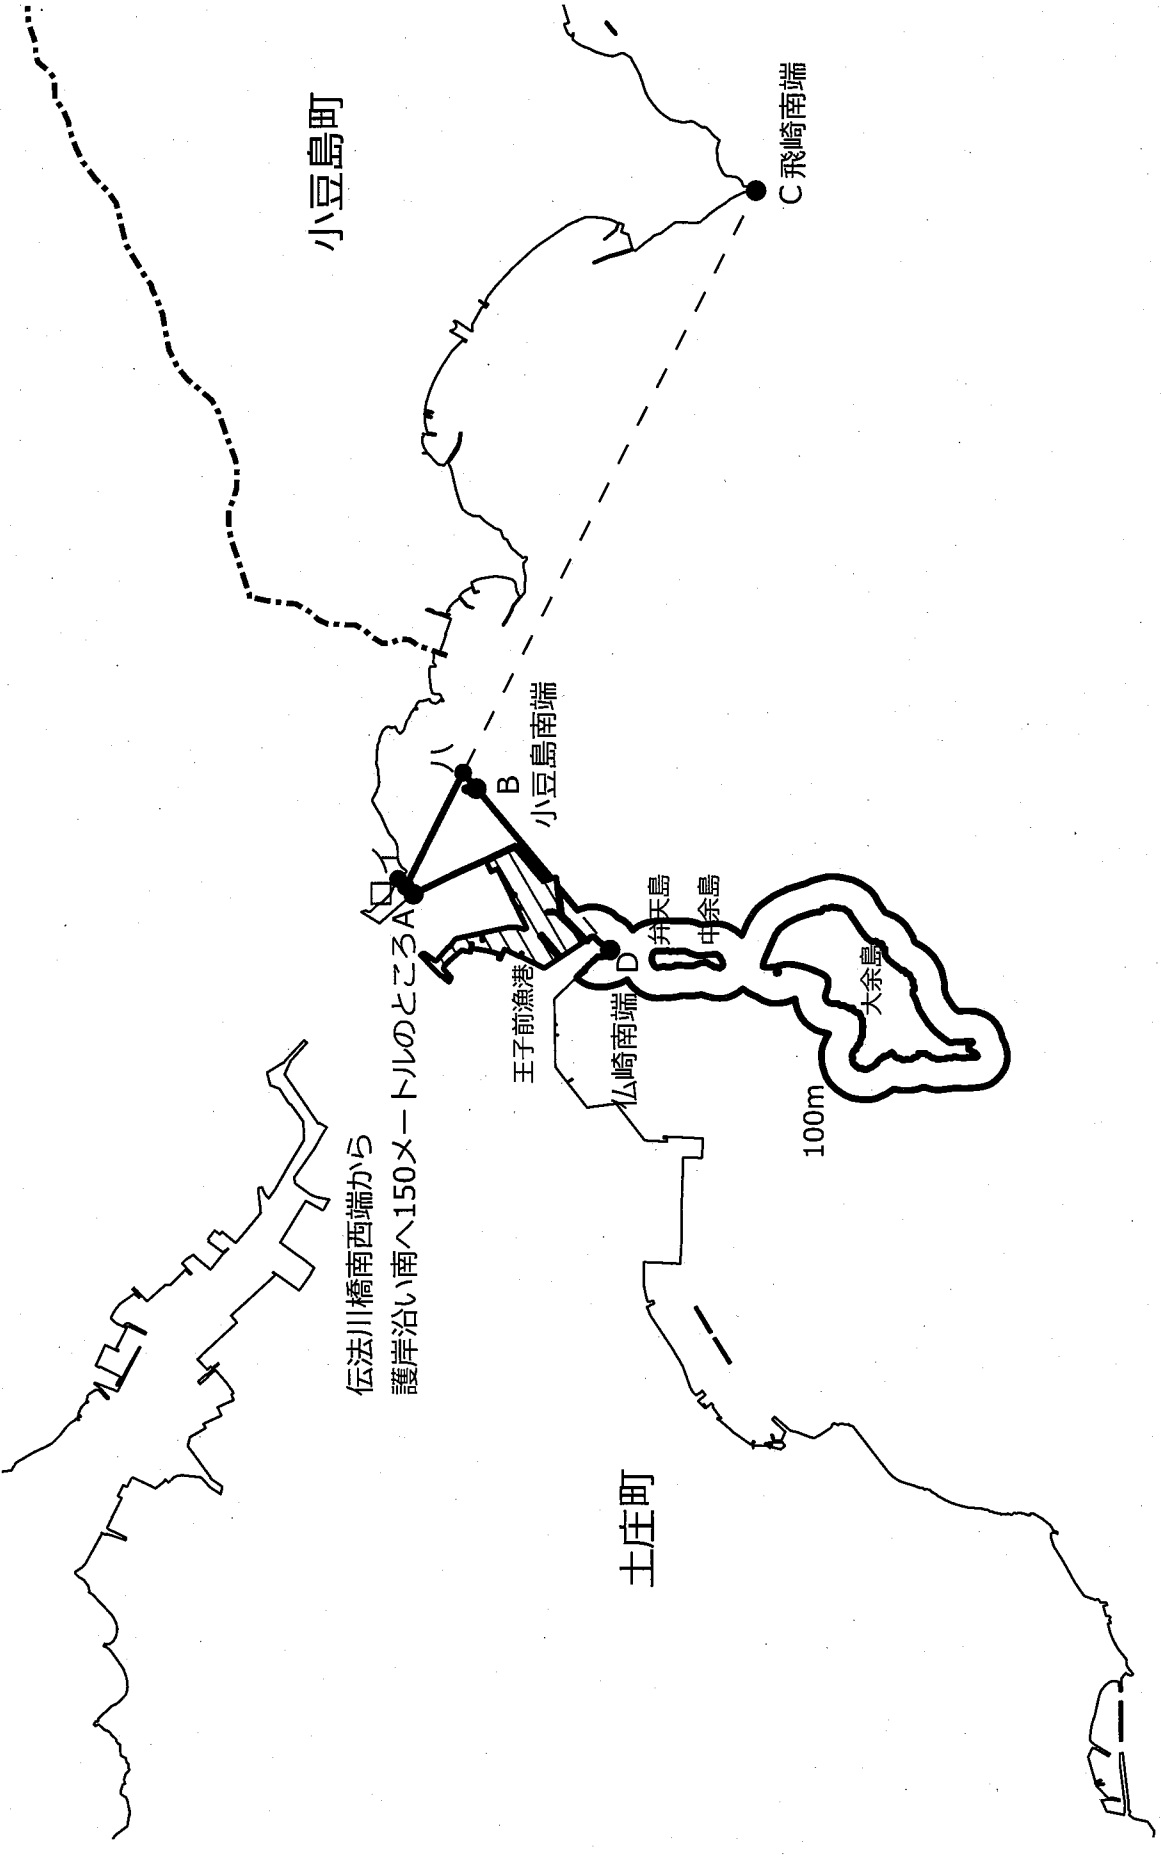 小豆島町
C 飛崎南端
ハ
B
小豆島南端
イ
ロ
A
伝法川橋南西端から
護岸沿い南へ150メートルのところ
王子前漁港
D
仏崎南端
弁天島
中余島
大余島
100m
土庄町